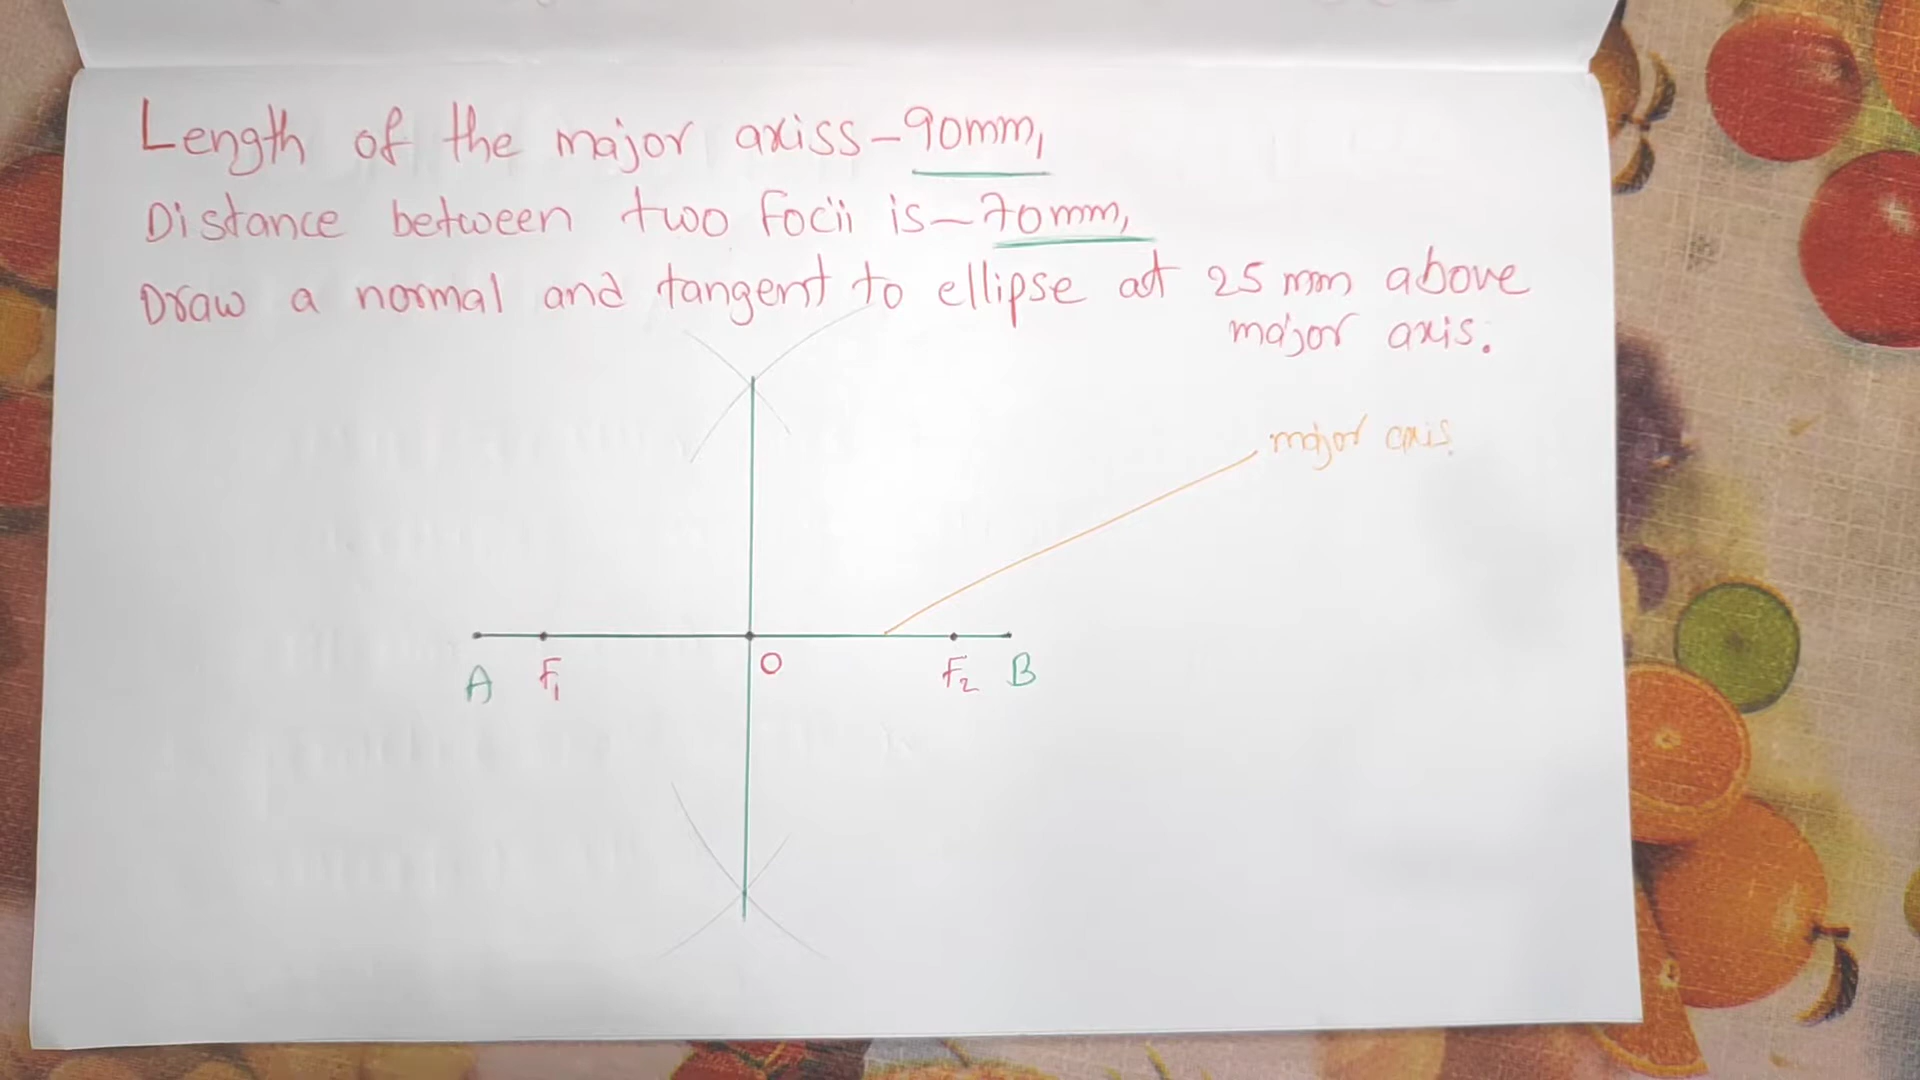 Length of the major axiss-90mm,
Distance between two Focii is-70mm,
Draw a normal and tangent to ellipse at 25 mm above
major axis.
major axis.
A F1 O F2 B